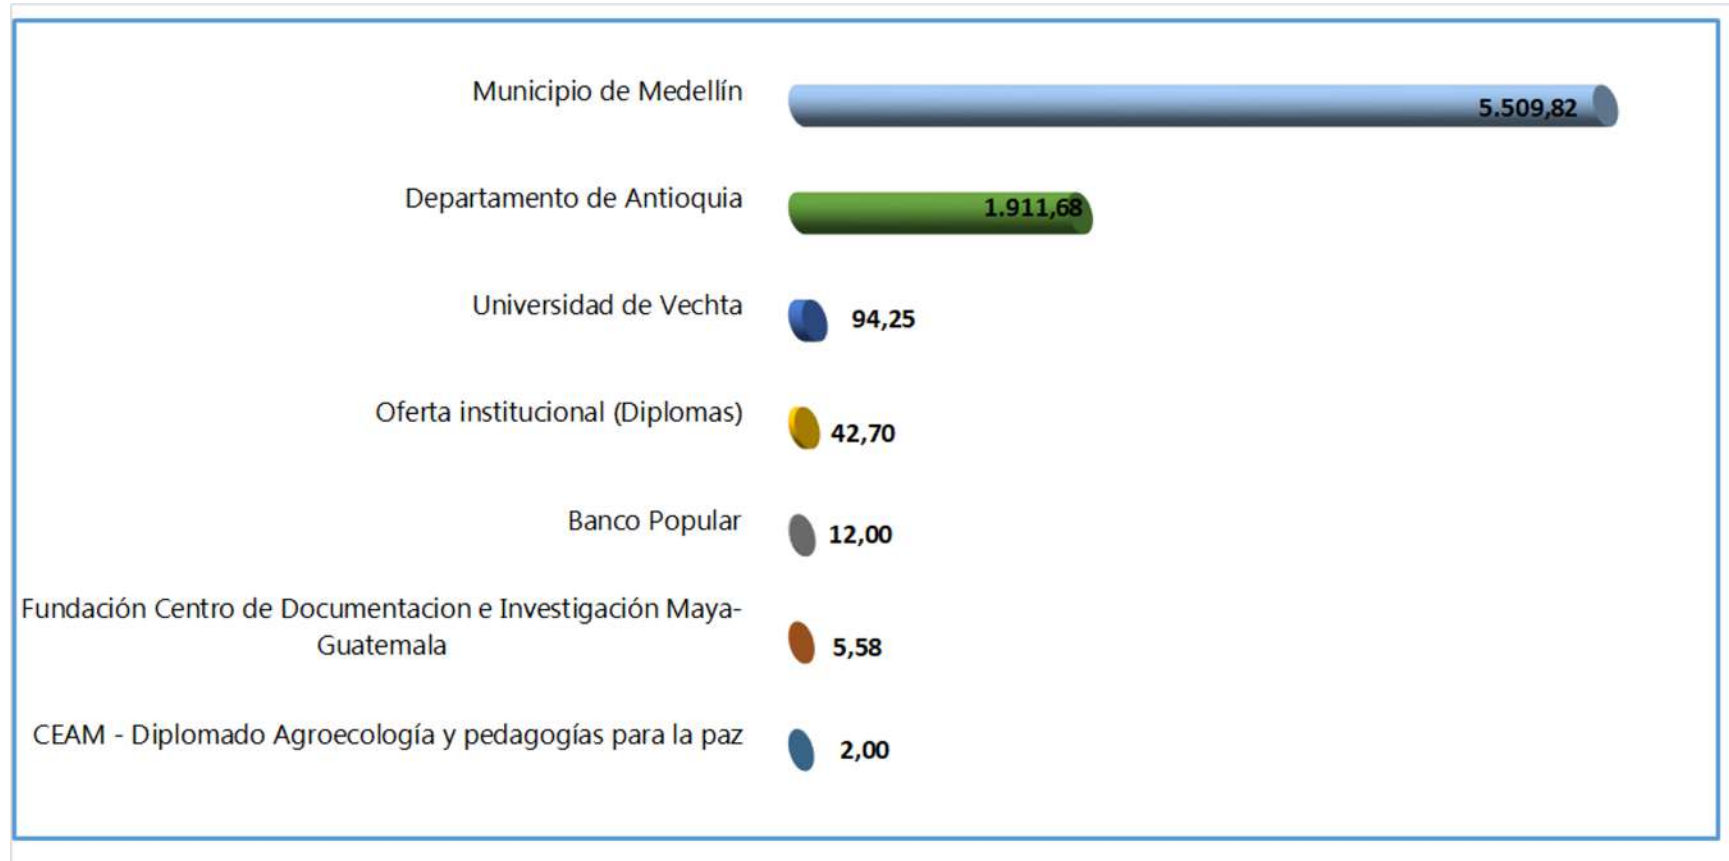 Municipio de Medellín
5.509,82
Departamento de Antioquia
1.911,68
Universidad de Vechta
94,25
Oferta institucional (Diplomas)
42,70
Banco Popular
12,00
Fundación Centro de Documentacion e Investigación Maya-
Guatemala
5,58
CEAM - Diplomado Agroecología y pedagogías para la paz
2,00